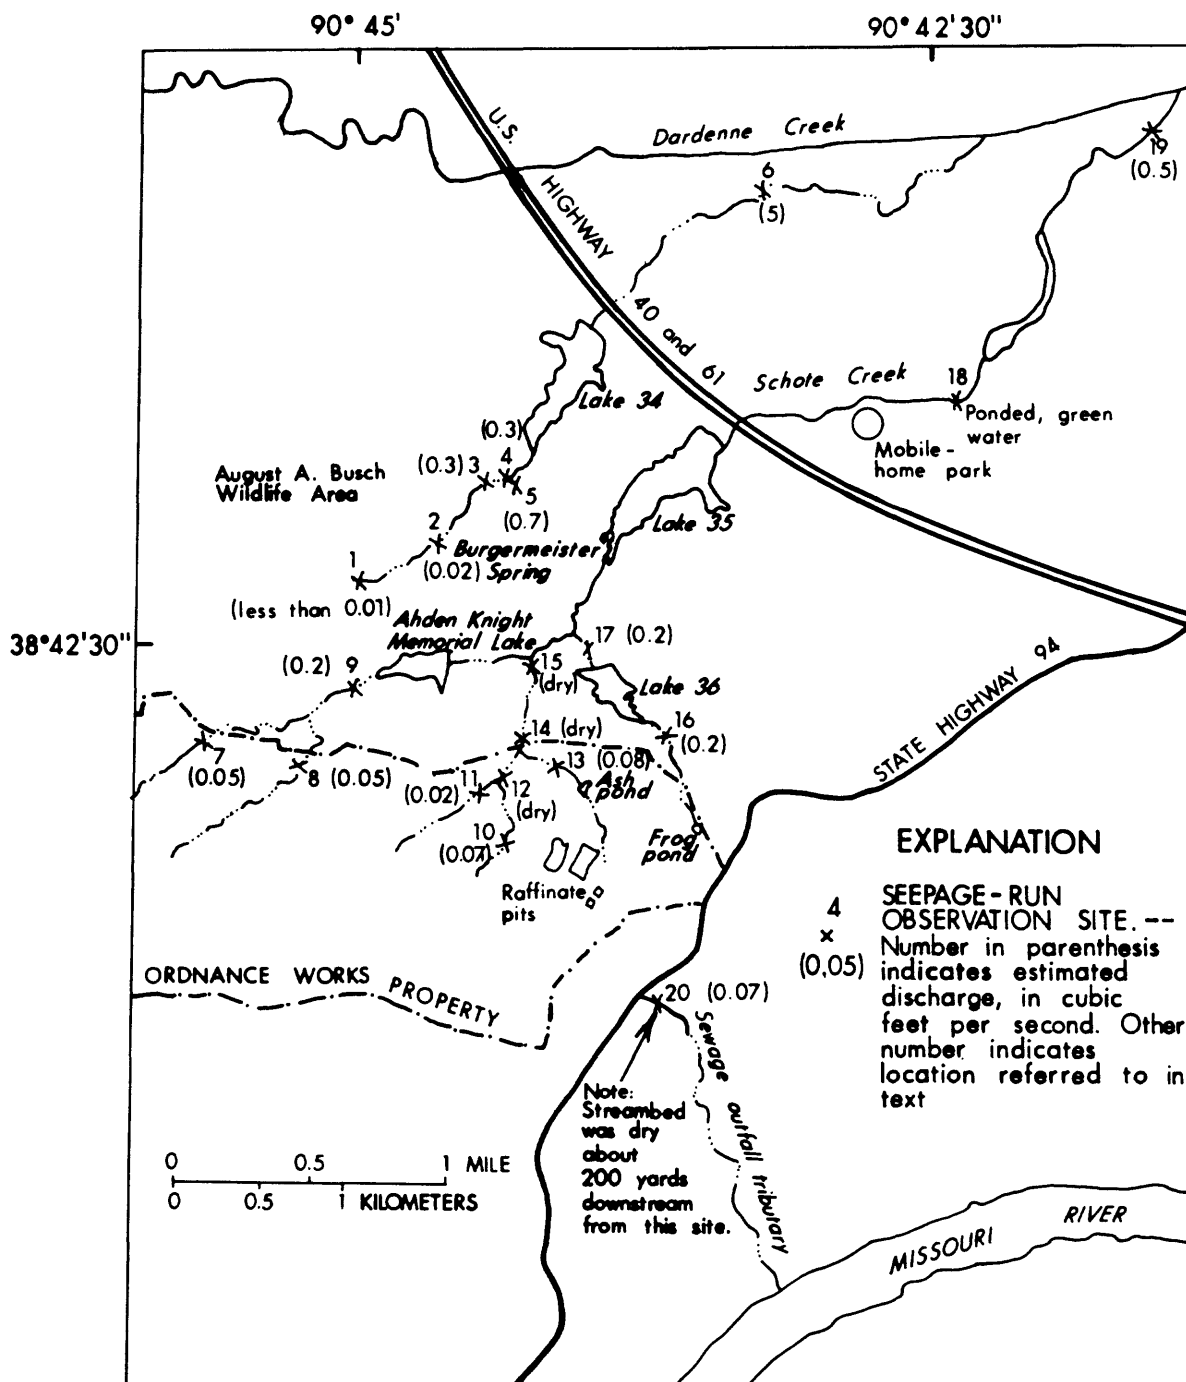 90° 45'
90° 42' 30"
U.S.
HIGHWAY
40 and
61
Dardenne Creek
19
(0.5)
6
(5)
Schote Creek
18
Ponded, green
water
Mobile-
home park
Lake 34
(0.3)
(0.3) 3
4
5
(0.7)
August A. Busch
Wildlife Area
2
(0.02)
Burgermeister
Spring
Lake 35
1
(less than 0.01)
38° 42' 30"
Ahden Knight
Memorial Lake
17 (0.2)
(0.2) 9
15
(dry)
Lake 36
STATE HIGHWAY 94
16
(0.2)
14 (dry)
7
(0.05)
8 (0.05)
13 (0.08)
11
(0.02)
12
(dry)
Ash
pond
10
(0.07)
Frog
pond
Raffinate
pits
EXPLANATION
4
(0,05)
SEEPAGE-RUN
OBSERVATION SITE. --
Number in parenthesis
indicates estimated
discharge, in cubic
feet per second. Other
number indicates
location referred to in
text
ORDNANCE WORKS PROPERTY
20 (0.07)
Sewage outfall tributary
Note:
Streambed
was dry
about
200 yards
downstream
from this site.
0 0.5 1 MILE
0 0.5 1 KILOMETERS
MISSOURI RIVER